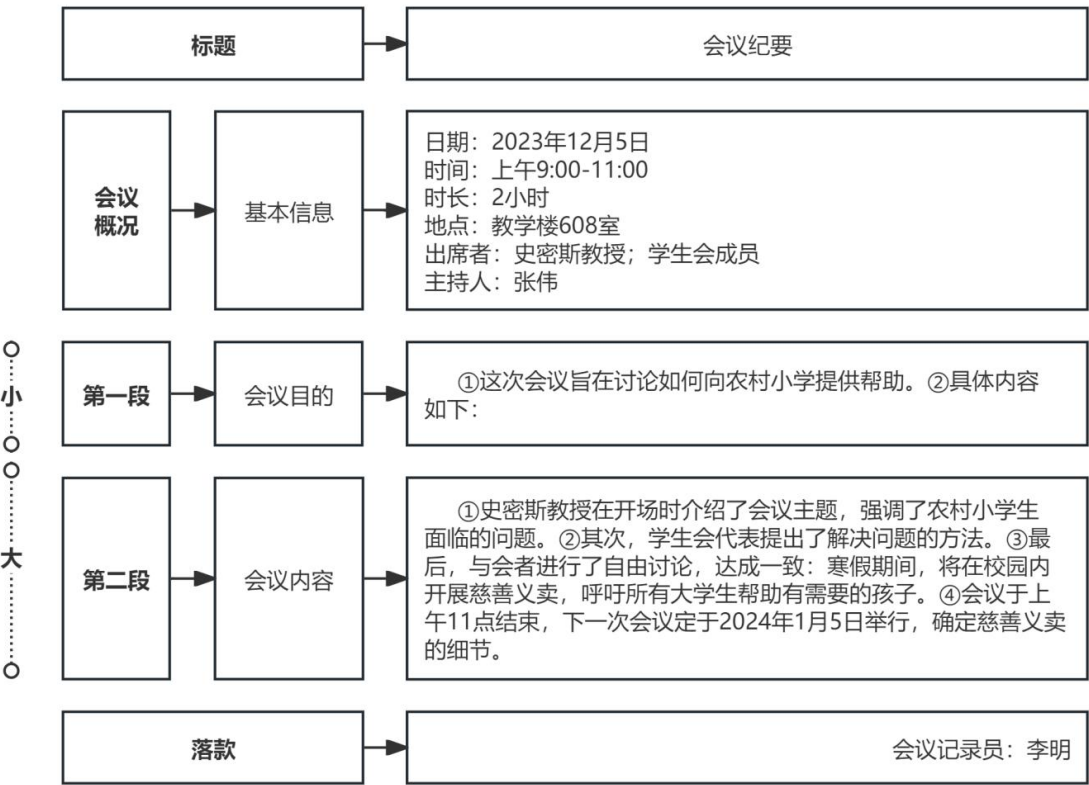 标题
会议纪要
会议
概况
基本信息
日期：2023年12月5日
时间：上午9:00-11:00
时长：2小时
地点：教学楼608室
出席者：史密斯教授；学生会成员
主持人：张伟
小
第一段
会议目的
①这次会议旨在讨论如何向农村小学提供帮助。②具体内容
如下：
大
第二段
会议内容
①史密斯教授在开场时介绍了会议主题，强调了农村小学生
面临的问题。②其次，学生会代表提出了解决问题的方法。③最
后，与会者进行了自由讨论，达成一致：寒假期间，将在校园内
开展慈善义卖，呼吁所有大学生帮助有需要的孩子。④会议于上
午11点结束，下一次会议定于2024年1月5日举行，确定慈善义卖
的细节。
落款
会议记录员：李明